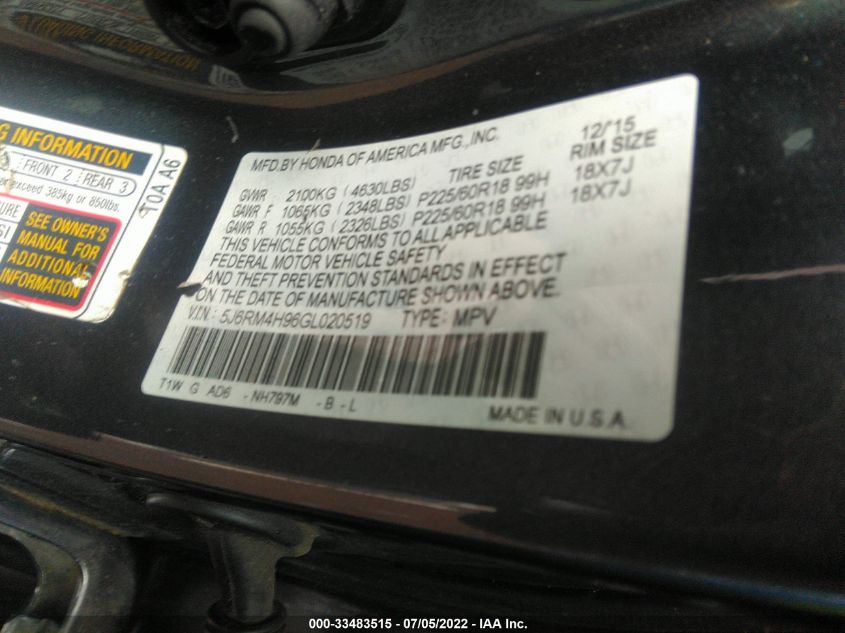 G INFORMATION
FRONT 2 REAR 3
exceed 385kg or 850lbs.
SEE OWNER'S
MANUAL FOR
ADDITIONAL
INFORMATION
T0A A6
MFD.BY HONDA OF AMERICA MFG.,INC. 12/'15
TIRE SIZE RIM SIZE
GVWR 2100KG (4630LBS)
GAWR F 1065KG (2348LBS) P225/60R18 99H 18X7J
GAWR R 1055KG (2326LBS) P225/60R18 99H 18X7J
THIS VEHICLE CONFORMS TO ALL APPLICABLE
FEDERAL MOTOR VEHICLE SAFETY
AND THEFT PREVENTION STANDARDS IN EFFECT
ON THE DATE OF MANUFACTURE SHOWN ABOVE.
V.I.N.: 5J6RM4H96GL020519 TYPE: MPV
T1W G AD6 -NH797M -B-L
MADE IN U.S.A.
000-33483515 - 07/05/2022 - IAA Inc.